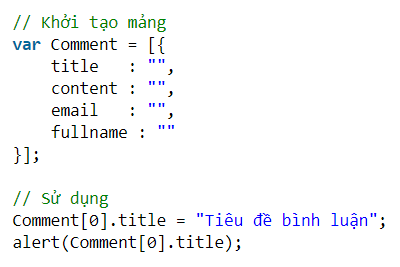 // Khởi tạo mảng
var Comment = [{
    title   : "",
    content : "",
    email   : "",
    fullname : ""
}];

// Sử dụng
Comment[0].title = "Tiêu đề bình luận";
alert(Comment[0].title);